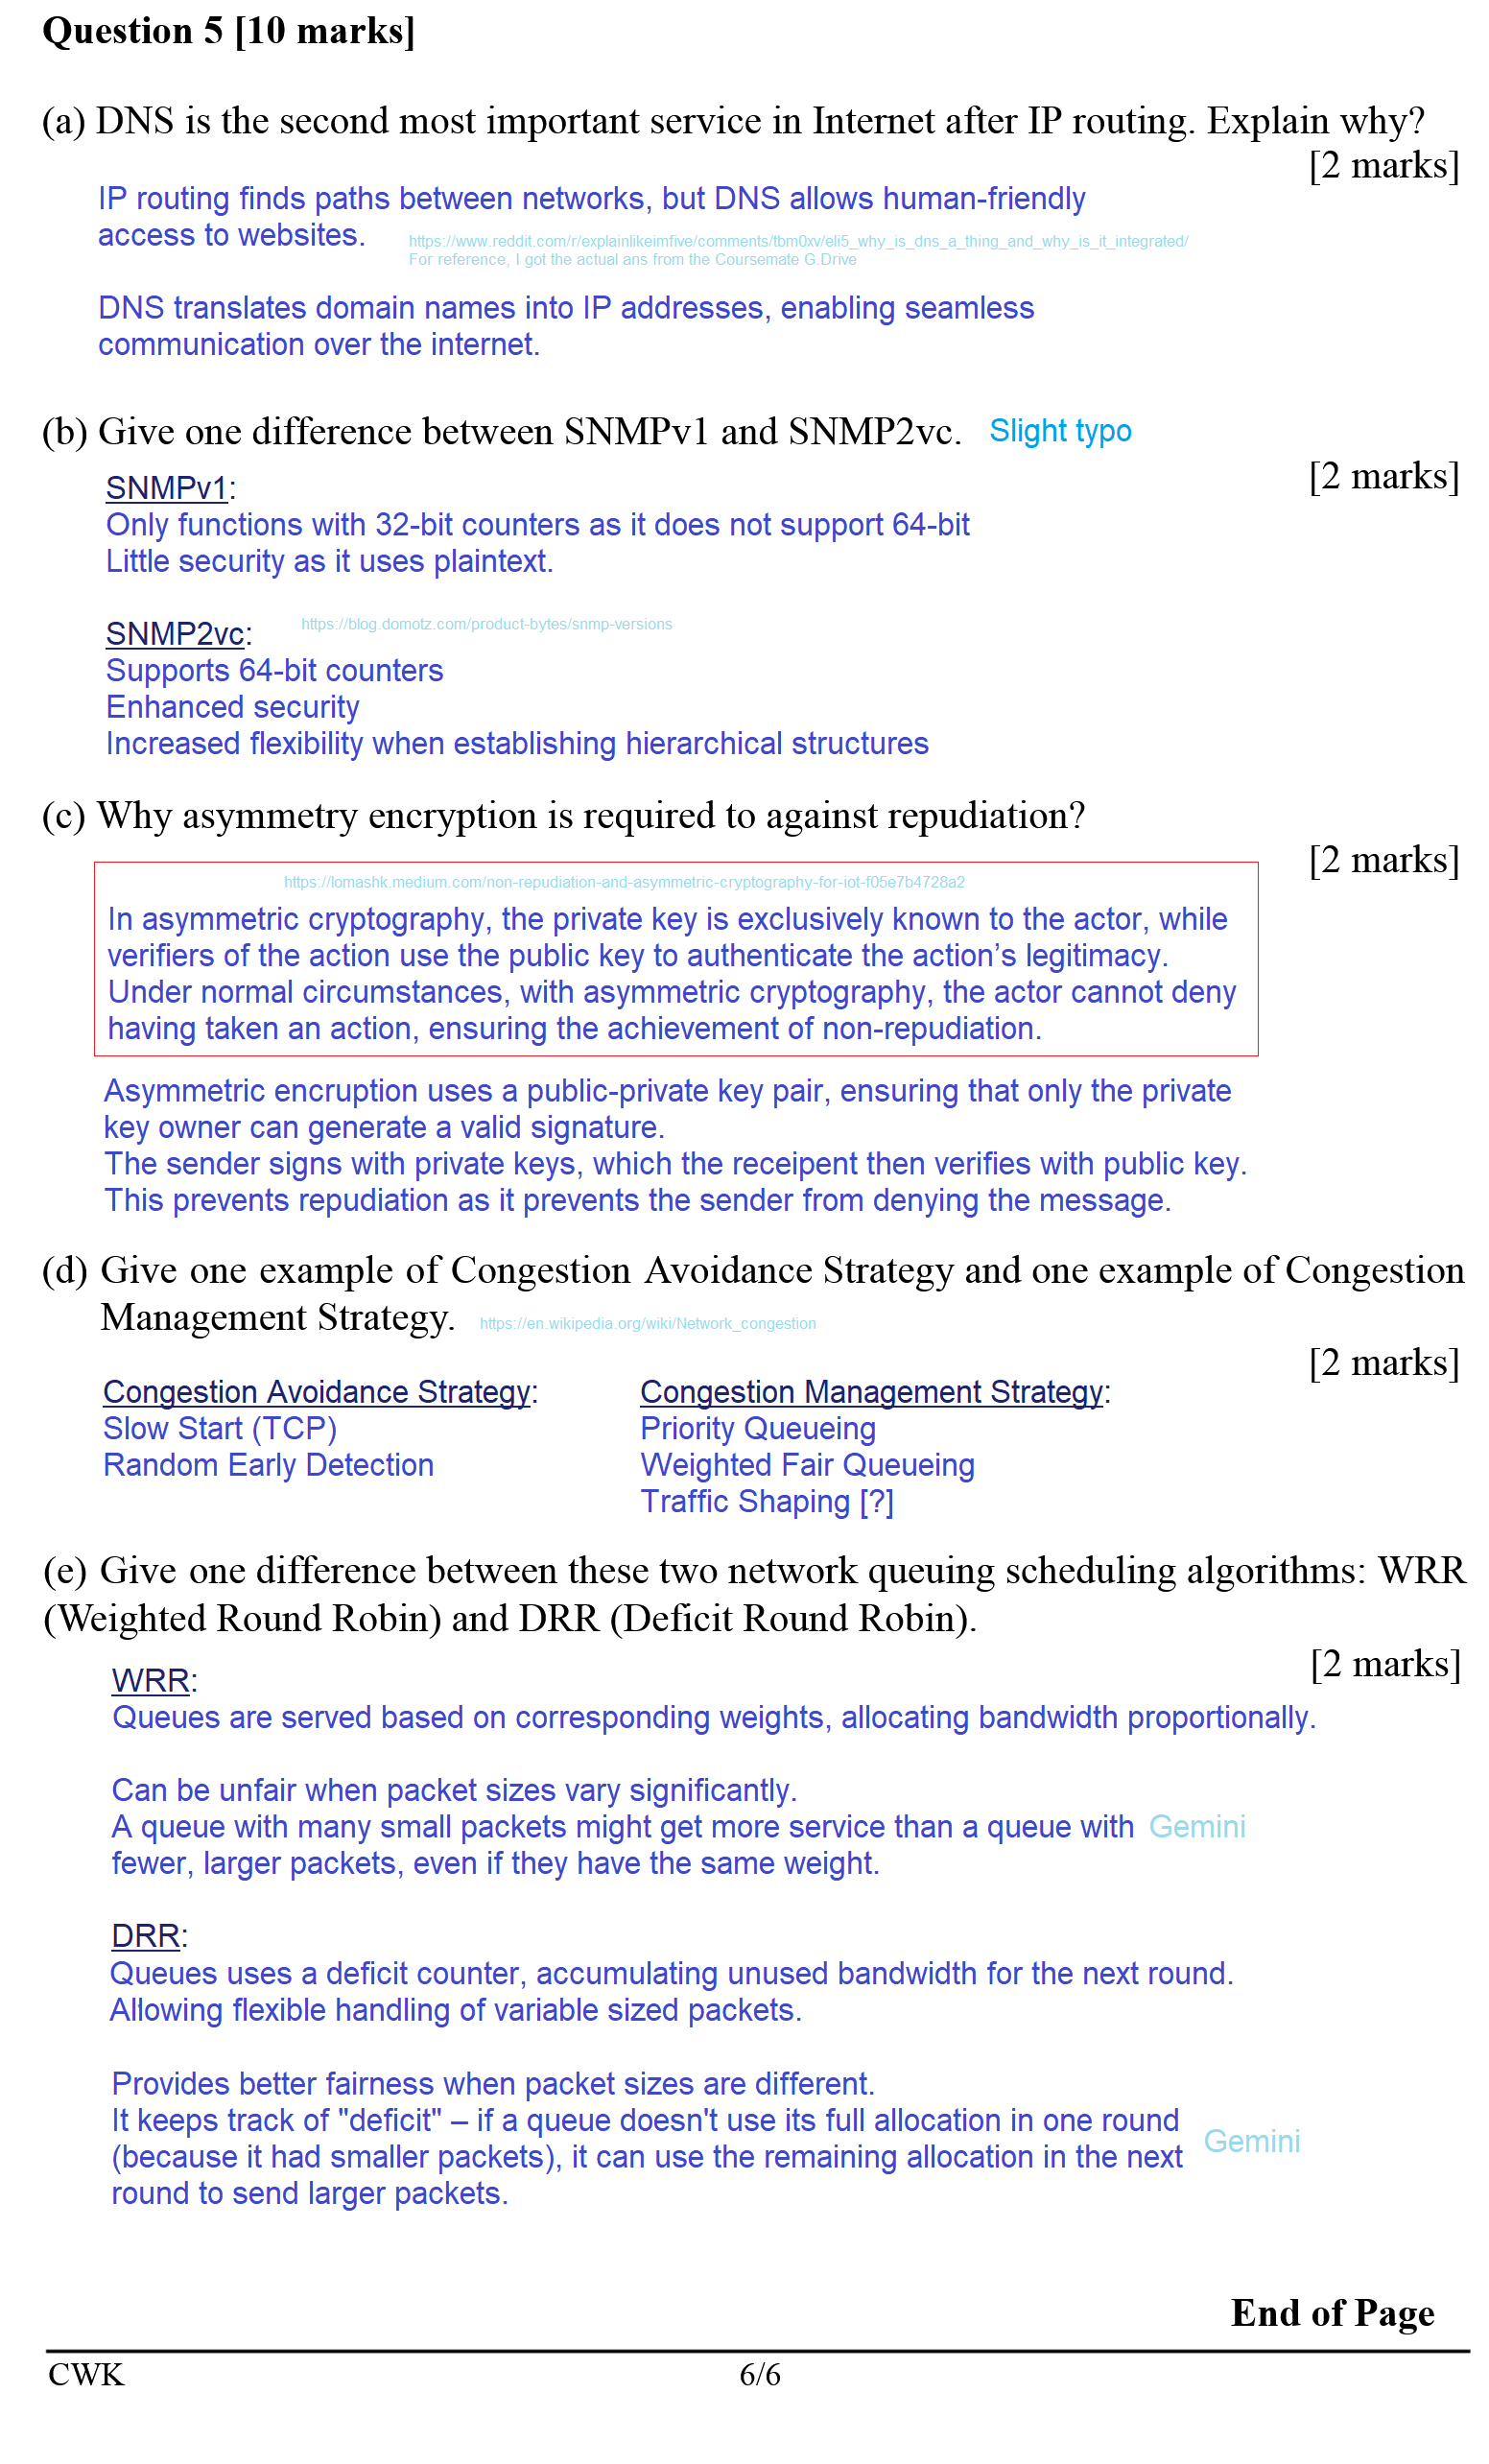 Question 5 [10 marks]
(a) DNS is the second most important service in Internet after IP routing. Explain why?
[2 marks]
IP routing finds paths between networks, but DNS allows human-friendly
access to websites.
https://www.reddit.com/r/explainlikeimfive/comments/tbm0xv/eli5_why_is_dns_a_thing_and_why_is_it_integrated/
For reference, I got the actual ans from the Coursemate G.Drive
DNS translates domain names into IP addresses, enabling seamless
communication over the internet.
(b) Give one difference between SNMPv1 and SNMP2vc. Slight typo
[2 marks]
SNMPv1:
Only functions with 32-bit counters as it does not support 64-bit
Little security as it uses plaintext.
SNMP2vc: https://blog.domotz.com/product-bytes/snmp-versions
Supports 64-bit counters
Enhanced security
Increased flexibility when establishing hierarchical structures
(c) Why asymmetry encryption is required to against repudiation?
[2 marks]
https://lomashk.medium.com/non-repudiation-and-asymmetric-cryptography-for-iot-f05e7b4728a2
In asymmetric cryptography, the private key is exclusively known to the actor, while
verifiers of the action use the public key to authenticate the action’s legitimacy.
Under normal circumstances, with asymmetric cryptography, the actor cannot deny
having taken an action, ensuring the achievement of non-repudiation.
Asymmetric encruption uses a public-private key pair, ensuring that only the private
key owner can generate a valid signature.
The sender signs with private keys, which the receipent then verifies with public key.
This prevents repudiation as it prevents the sender from denying the message.
(d) Give one example of Congestion Avoidance Strategy and one example of Congestion
Management Strategy. https://en.wikipedia.org/wiki/Network_congestion
[2 marks]
Congestion Avoidance Strategy:
Slow Start (TCP)
Random Early Detection
Congestion Management Strategy:
Priority Queueing
Weighted Fair Queueing
Traffic Shaping [?]
(e) Give one difference between these two network queuing scheduling algorithms: WRR
(Weighted Round Robin) and DRR (Deficit Round Robin).
[2 marks]
WRR:
Queues are served based on corresponding weights, allocating bandwidth proportionally.
Can be unfair when packet sizes vary significantly.
A queue with many small packets might get more service than a queue with Gemini
fewer, larger packets, even if they have the same weight.
DRR:
Queues uses a deficit counter, accumulating unused bandwidth for the next round.
Allowing flexible handling of variable sized packets.
Provides better fairness when packet sizes are different.
It keeps track of "deficit" – if a queue doesn't use its full allocation in one round
(because it had smaller packets), it can use the remaining allocation in the next Gemini
round to send larger packets.
End of Page
CWK 6/6